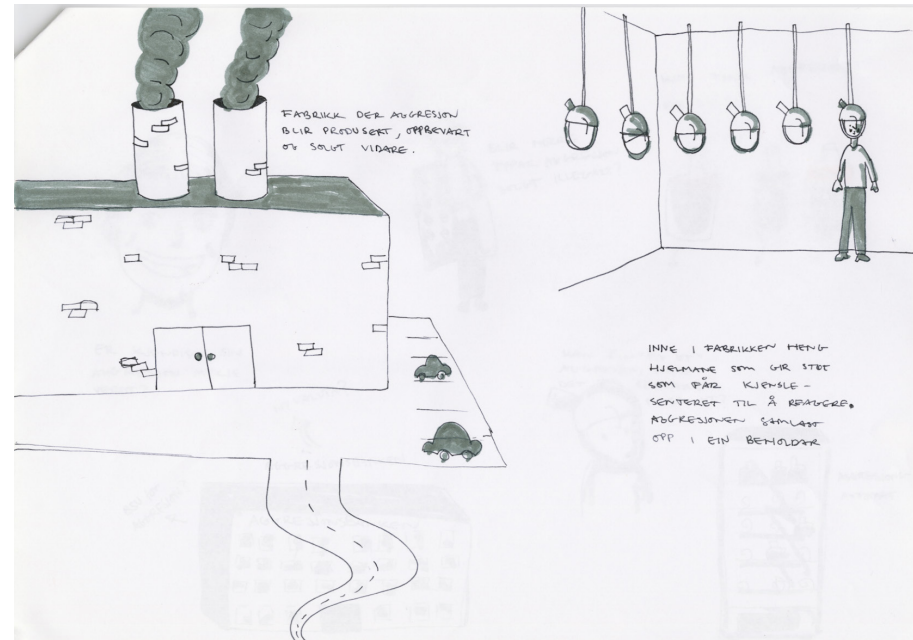 FABRIKK DER AGGRESJON
BLIR PRODUSERT, OPPBEVART
OG SOLGT VIDARE.
INNE I FABRIKKEN HENG
HJELMANE SOM GIR STØT
SOM FÅR KJENSLE-
SENTERET TIL Å REAGERE.
AGGRESJONEN SAMLAST
OPP I EIN BEHOLDAR